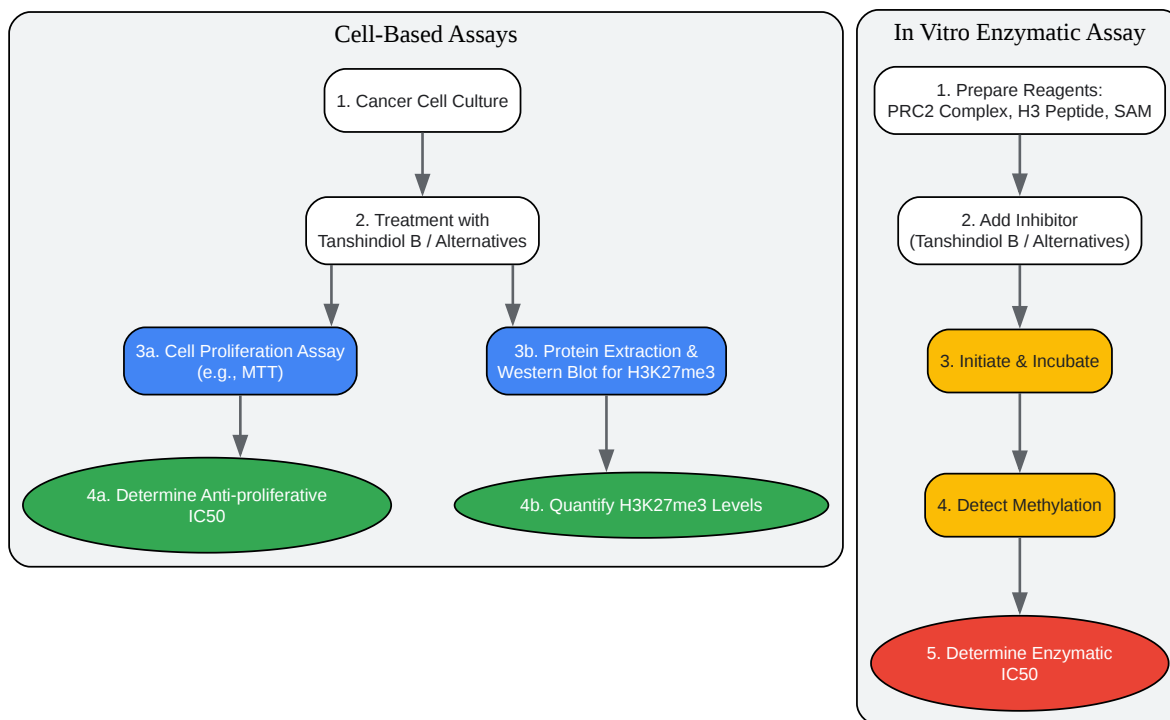 Cell-Based Assays
1. Cancer Cell Culture
2. Treatment with
Tanshindiol B / Alternatives
3a. Cell Proliferation Assay
(e.g., MTT)
3b. Protein Extraction &
Western Blot for H3K27me3
4a. Determine Anti-proliferative
IC50
4b. Quantify H3K27me3 Levels
In Vitro Enzymatic Assay
1. Prepare Reagents:
PRC2 Complex, H3 Peptide, SAM
2. Add Inhibitor
(Tanshindiol B / Alternatives)
3. Initiate & Incubate
4. Detect Methylation
5. Determine Enzymatic
IC50